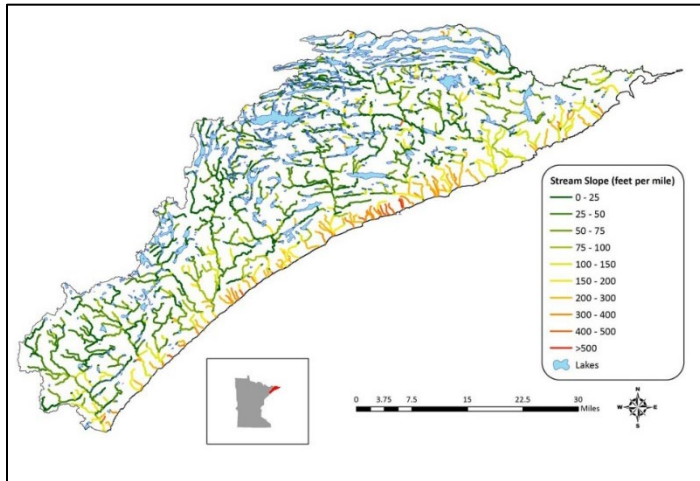 Stream Slope (feet per mile)
0 - 25
25 - 50
50 - 75
75 - 100
100 - 150
150 - 200
200 - 300
300 - 400
400 - 500
>500
Lakes
0 3.75 7.5 15 22.5 30
Miles
N
W E
S